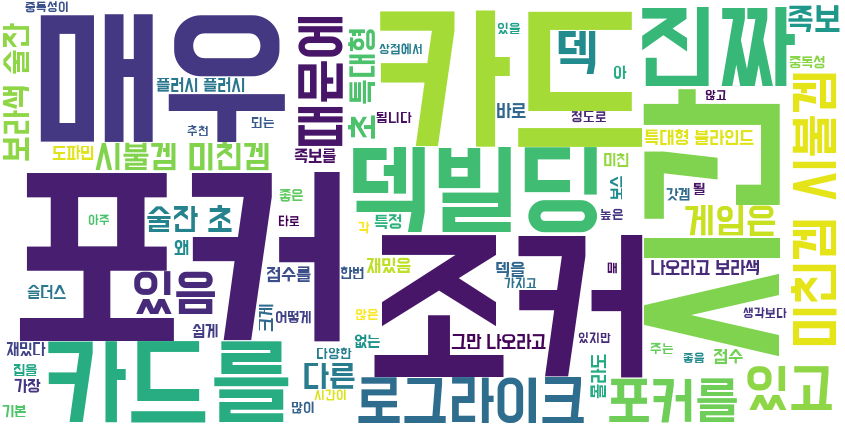 중독성이
매우
때문에
초 특대형
상점에서
카드
있을
덱
아
진짜
족보
중독성
보라색 술잔
플러시 플러시
추천
되는
됩니다
바로
정도로
않고
특대형 블라인드
도파민
시불겜 미친겜
족보를
덱빌딩
미친
갓겜
될
게임은
미친겜 시불겜
포커
아주
술잔 초
왜
좋은
타로
각
특정
높은
조커
시
있음
점수를
한번
재밌음
덱을
가지고
매
나오라고 보라색
슬더스
쉽게
크게
어떻게
많은
없는
그만 나오라고
있지만
생각보다
주는
좋음
점수
재밌다
집을
가장
기본
카드를
다양한
다른
시간이
많이
로그라이크
몰라도
포커를
있고